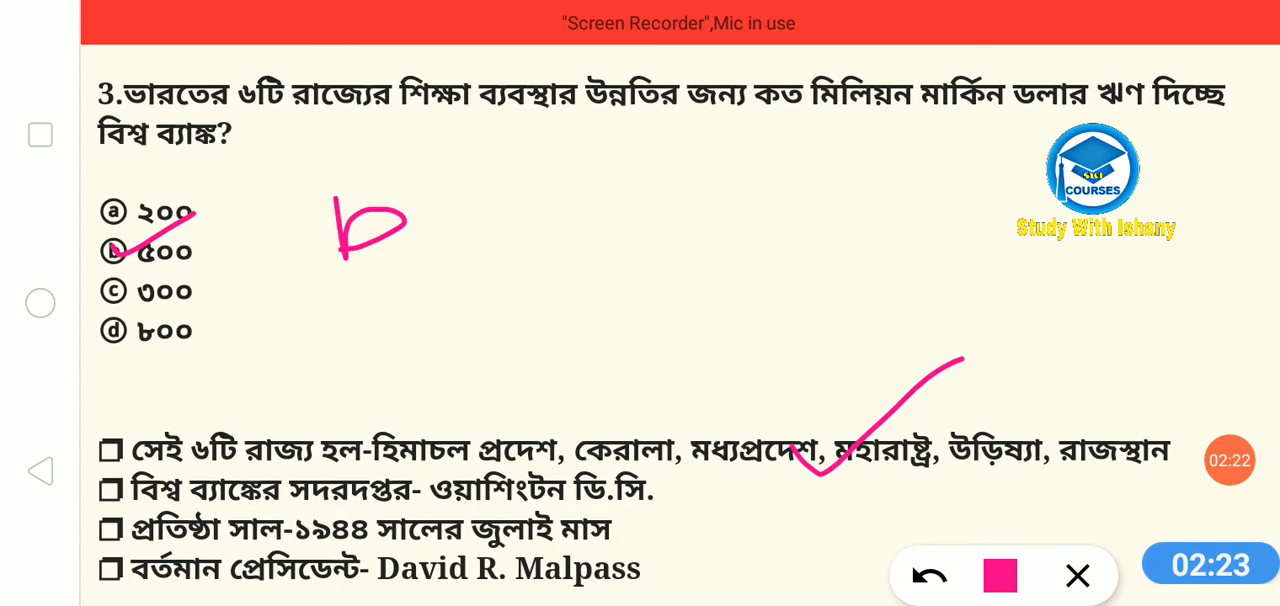 "Screen Recorder",Mic in use
3.ভারতের ৬টি রাজ্যের শিক্ষা ব্যবস্থার উন্নতির জন্য কত মিলিয়ন মার্কিন ডলার ঋণ দিচ্ছে
বিশ্ব ব্যাঙ্ক?
ⓐ ২০০
ⓑ ৫০০
ⓒ ৩০০
ⓓ ৮০০
b
SWI
COURSES
Study With Ishany
❐ সেই ৬টি রাজ্য হল-হিমাচল প্রদেশ, কেরালা, মধ্যপ্রদেশ, মহারাষ্ট্র, উড়িষ্যা, রাজস্থান
❐ বিশ্ব ব্যাঙ্কের সদরদপ্তর- ওয়াশিংটন ডি.সি.
❐ প্রতিষ্ঠা সাল-১৯৪৪ সালের জুলাই মাস
❐ বর্তমান প্রেসিডেন্ট- David R. Malpass
02:22
02:23